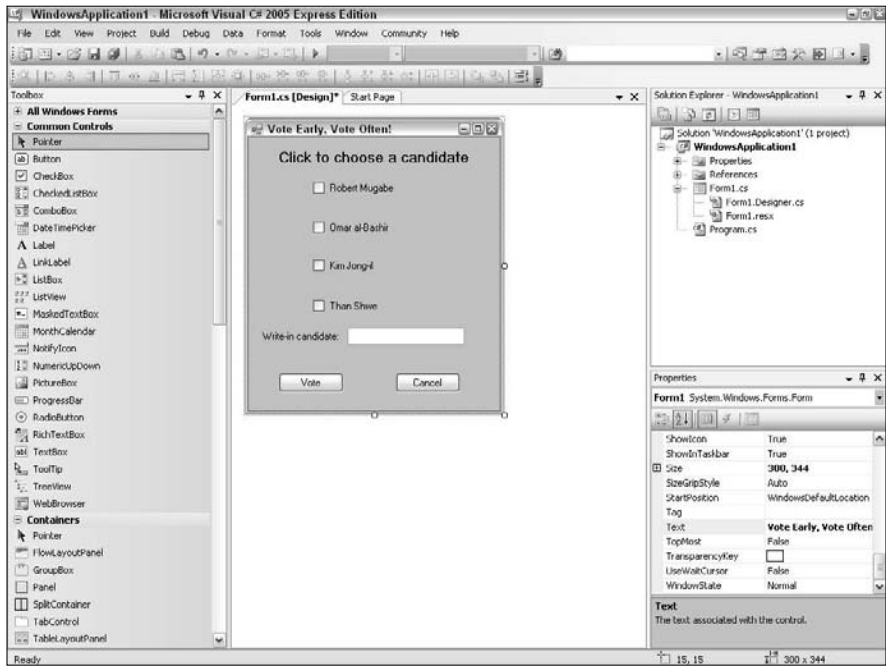 WindowsApplication1 - Microsoft Visual C# 2005 Express Edition
File Edit View Project Build Debug Data Format Tools Window Community Help
Toolbox
All Windows Forms
Common Controls
Pointer
Button
CheckBox
CheckedListBox
ComboBox
DateTimePicker
Label
LinkLabel
ListBox
ListView
MaskedTextBox
MonthCalendar
NotifyIcon
NumericUpDown
PictureBox
ProgressBar
RadioButton
RichTextBox
TextBox
ToolTip
TreeView
WebBrowser
Containers
Pointer
FlowLayoutPanel
GroupBox
Panel
SplitContainer
TabControl
TableLayoutPanel
Form1.cs [Design]* Start Page
Vote Early, Vote Often!
Click to choose a candidate
Robert Mugabe
Omar al-Bashir
Kim Jong-il
Than Shwe
Write-in candidate:
Vote Cancel
Solution Explorer - WindowsApplication1
Solution 'WindowsApplication1' (1 project)
WindowsApplication1
Properties
References
Form1.cs
Form1.Designer.cs
Form1.resx
Program.cs
Properties
Form1 System.Windows.Forms.Form
ShowIcon True
ShowInTaskbar True
Size 300, 344
SizeGripStyle Auto
StartPosition WindowsDefaultLocation
Tag
Text Vote Early, Vote Often
TopMost False
TransparencyKey
UseWaitCursor False
WindowState Normal
Text
The text associated with the control.
Ready 15, 15 300 x 344